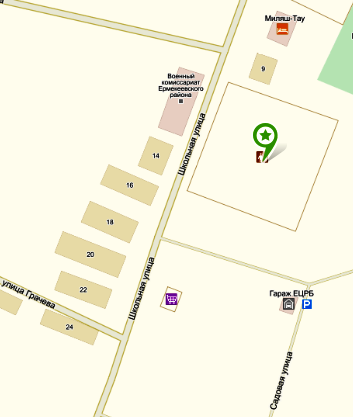 Миляш-Тау
9
Военный
комиссариат
Ермекеевского
района
Школьная улица
14
16
18
20
22
улица Грачева
24
Школьная улица
Гараж ЕЦРБ
P
Садовая улица